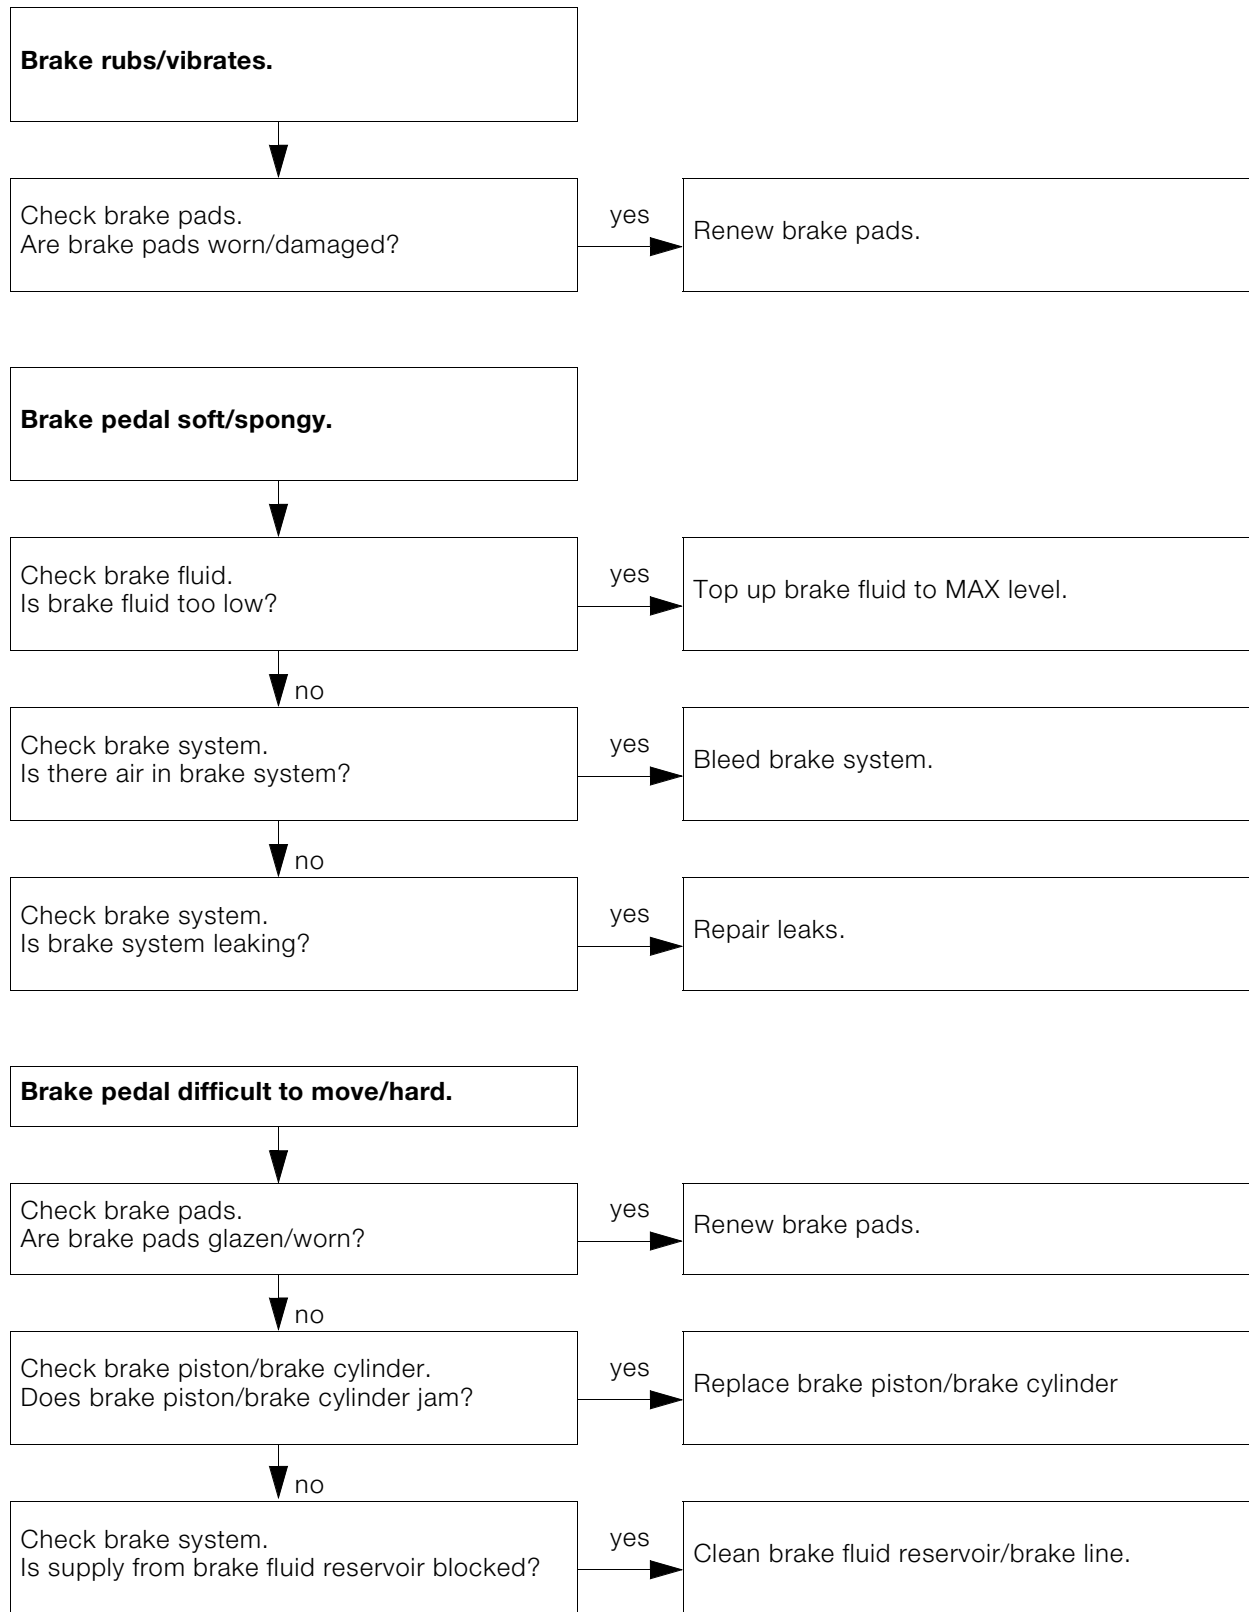 Brake rubs/vibrates.
Check brake pads.
Are brake pads worn/damaged?
yes
Renew brake pads.
Brake pedal soft/spongy.
Check brake fluid.
Is brake fluid too low?
yes
Top up brake fluid to MAX level.
no
Check brake system.
Is there air in brake system?
yes
Bleed brake system.
no
Check brake system.
Is brake system leaking?
yes
Repair leaks.
Brake pedal difficult to move/hard.
Check brake pads.
Are brake pads glazen/worn?
yes
Renew brake pads.
no
Check brake piston/brake cylinder.
Does brake piston/brake cylinder jam?
yes
Replace brake piston/brake cylinder
no
Check brake system.
Is supply from brake fluid reservoir blocked?
yes
Clean brake fluid reservoir/brake line.